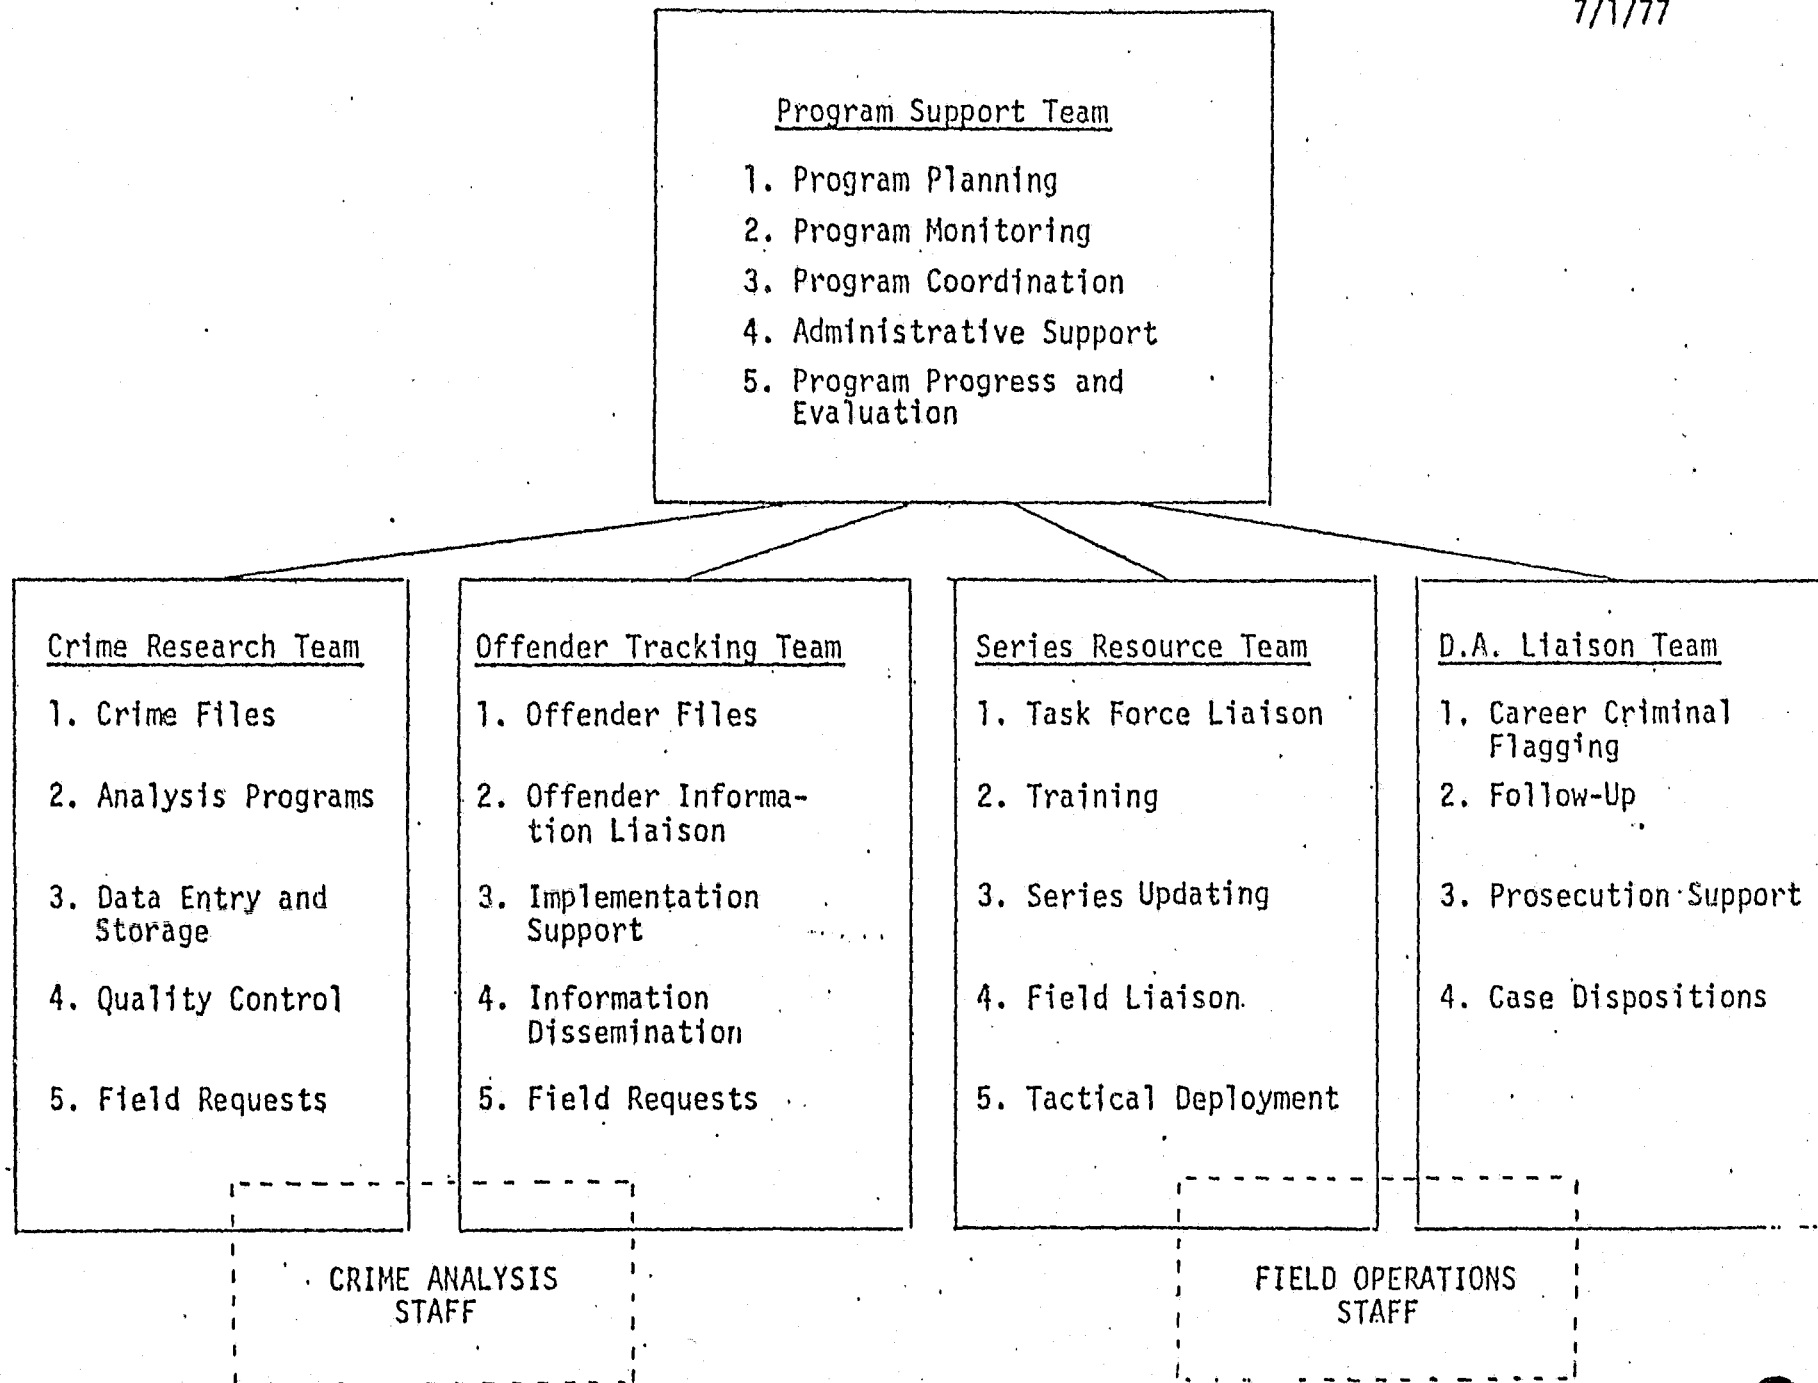 7/1/77
Program Support Team
1. Program Planning
2. Program Monitoring
3. Program Coordination
4. Administrative Support
5. Program Progress and
Evaluation
Crime Research Team
1. Crime Files
2. Analysis Programs
3. Data Entry and
Storage
4. Quality Control
5. Field Requests
Offender Tracking Team
1. Offender Files
2. Offender Informa-
tion Liaison
3. Implementation
Support
4. Information
Dissemination
5. Field Requests
Series Resource Team
1. Task Force Liaison
2. Training
3. Series Updating
4. Field Liaison
5. Tactical Deployment
D.A. Liaison Team
1. Career Criminal
Flagging
2. Follow-Up
3. Prosecution Support
4. Case Dispositions
CRIME ANALYSIS
STAFF
FIELD OPERATIONS
STAFF